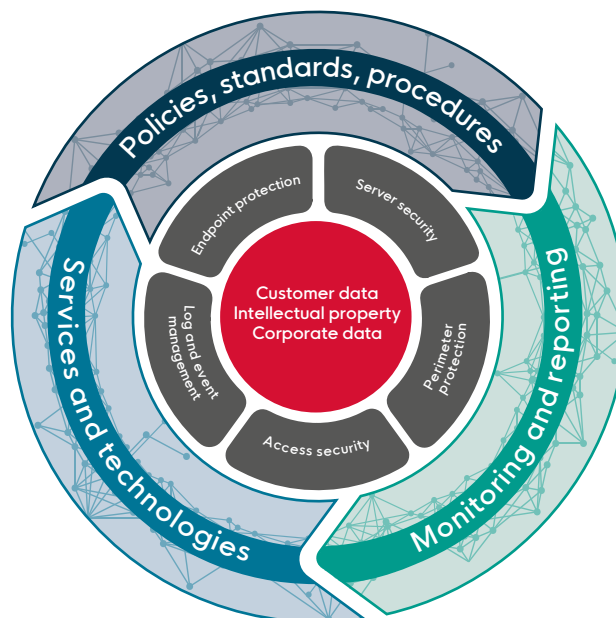 Policies, standards, procedures
Endpoint protection
Server security
Customer data
Intellectual property
Corporate data
Log and event
management
Perimeter
protection
Access security
Services and technologies
Monitoring and reporting